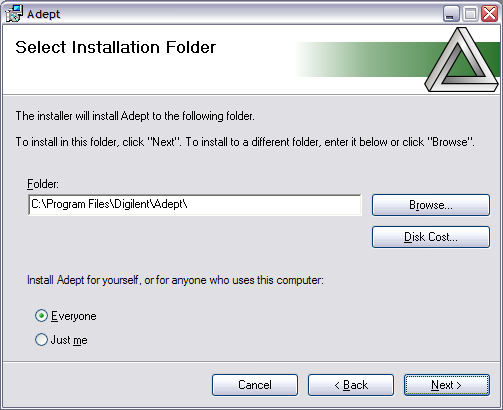 Adept
Select Installation Folder
The installer will install Adept to the following folder.
To install in this folder, click "Next". To install to a different folder, enter it below or click "Browse".
Folder:
C:\Program Files\Digilent\Adept\
Browse...
Disk Cost...
Install Adept for yourself, or for anyone who uses this computer:
Everyone
Just me
Cancel
< Back
Next >